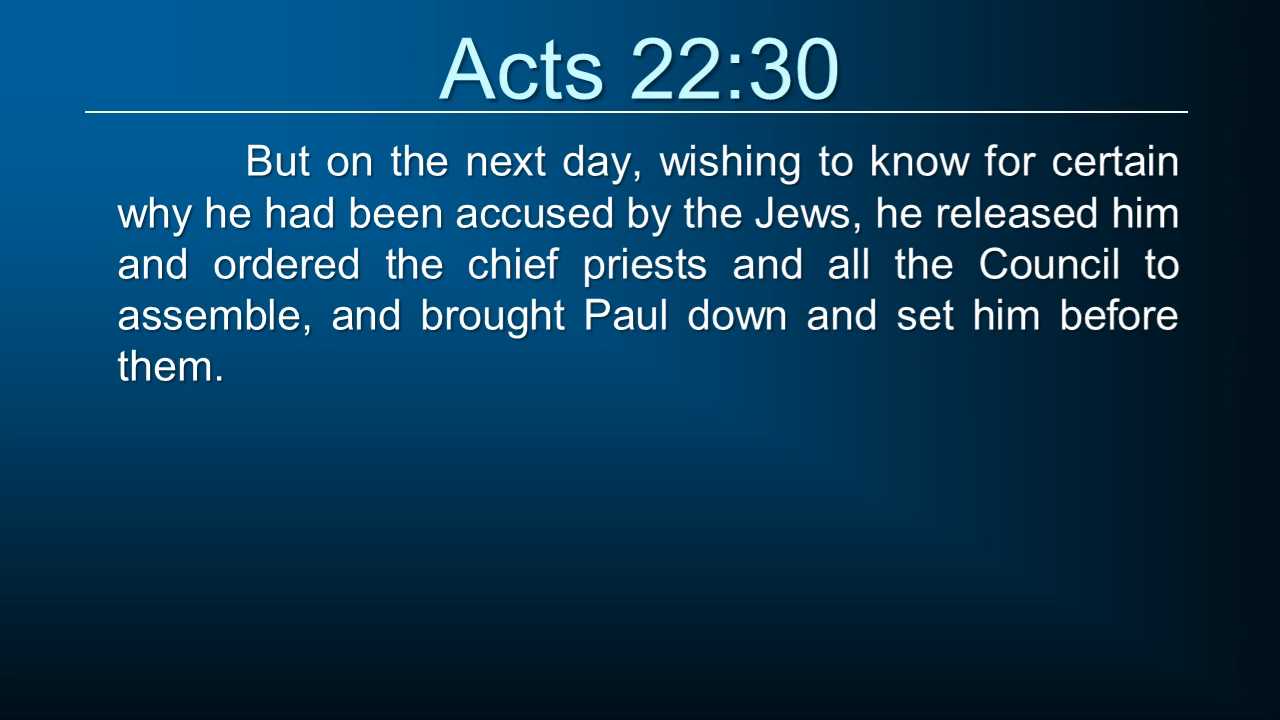 Acts 22:30
But on the next day, wishing to know for certain
why he had been accused by the Jews, he released him
and ordered the chief priests and all the Council to
assemble, and brought Paul down and set him before
them.